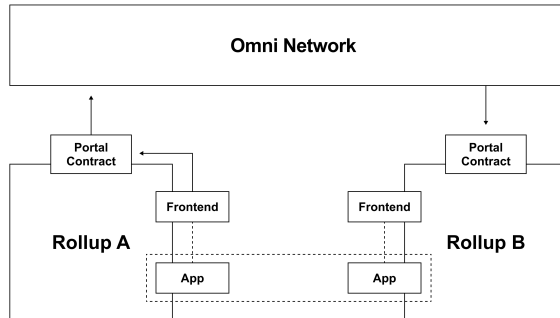 Omni Network
Portal
Contract
Portal
Contract
Frontend
Frontend
Rollup A
Rollup B
App
App